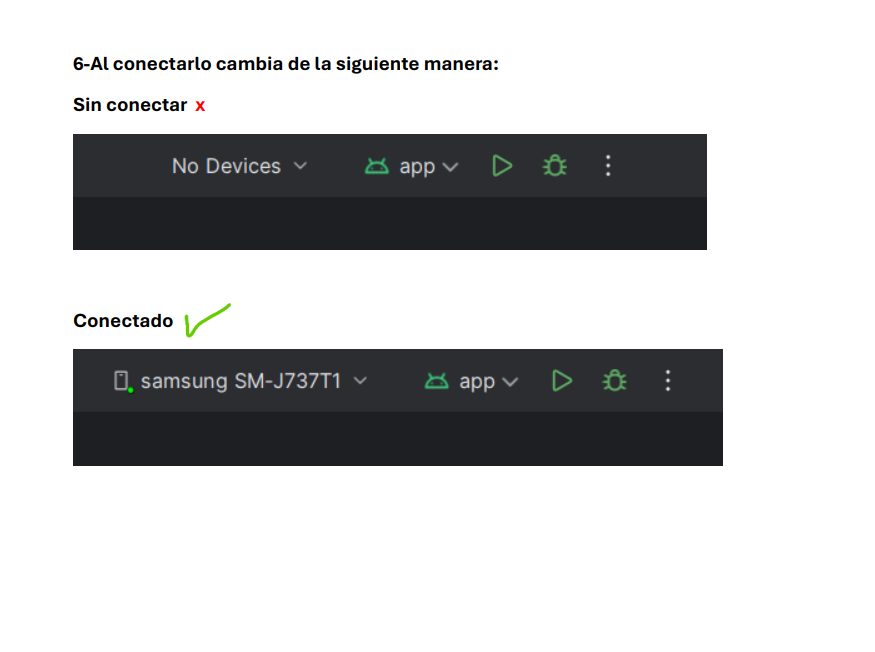 6-Al conectarlo cambia de la siguiente manera:
Sin conectar x
No Devices app
Conectado
samsung SM-J737T1 app